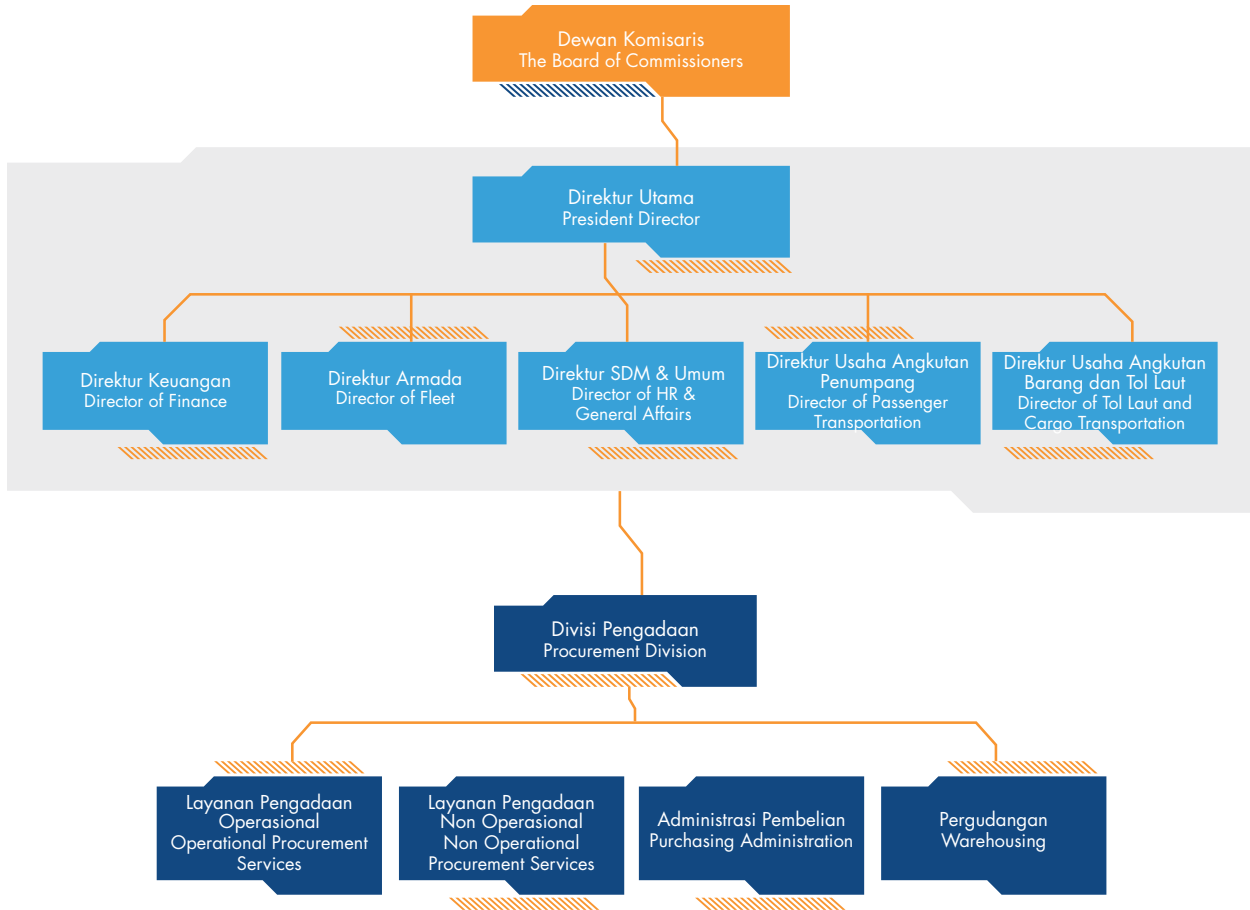 Dewan Komisaris
The Board of Commissioners
Direktur Utama
President Director
Direktur Keuangan
Director of Finance
Direktur Armada
Director of Fleet
Direktur SDM & Umum
Director of HR &
General Affairs
Direktur Usaha Angkutan
Penumpang
Director of Passenger
Transportation
Direktur Usaha Angkutan
Barang dan Tol Laut
Director of Tol Laut and
Cargo Transportation
Divisi Pengadaan
Procurement Division
Layanan Pengadaan
Operasional
Operational Procurement
Services
Layanan Pengadaan
Non Operasional
Non Operational
Procurement Services
Administrasi Pembelian
Purchasing Administration
Pergudangan
Warehousing